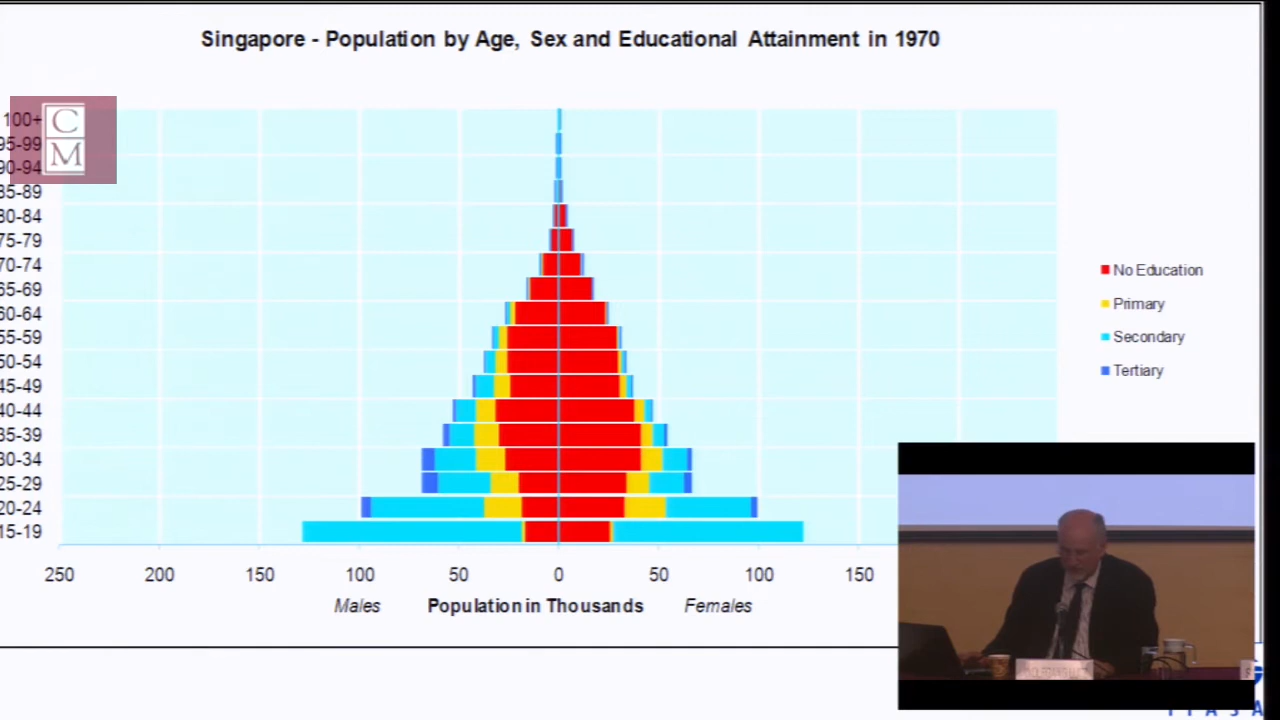 Singapore - Population by Age, Sex and Educational Attainment in 1970
C
M
100+
95-99
90-94
85-89
80-84
75-79
70-74
65-69
60-64
55-59
50-54
45-49
40-44
35-39
30-34
25-29
20-24
15-19
No Education
Primary
Secondary
Tertiary
250 200 150 100 50 0 50 100 150
Males Population in Thousands Females